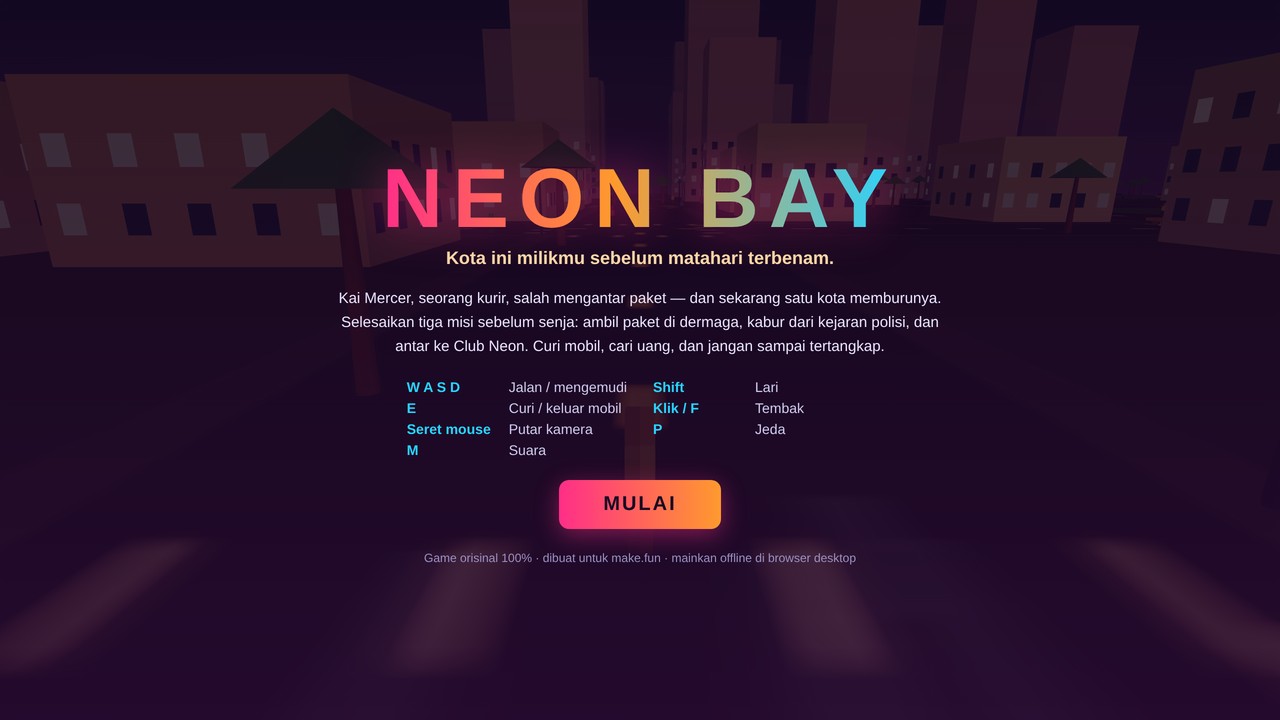 NEON BAY
Kota ini milikmu sebelum matahari terbenam.
Kai Mercer, seorang kurir, salah mengantar paket — dan sekarang satu kota memburunya.
Selesaikan tiga misi sebelum senja: ambil paket di dermaga, kabur dari kejaran polisi, dan
antar ke Club Neon. Curi mobil, cari uang, dan jangan sampai tertangkap.
W A S D Jalan / mengemudi Shift Lari
E Curi / keluar mobil Klik / F Tembak
Seret mouse Putar kamera P Jeda
M Suara
MULAI
Game orisinal 100% · dibuat untuk make.fun · mainkan offline di browser desktop